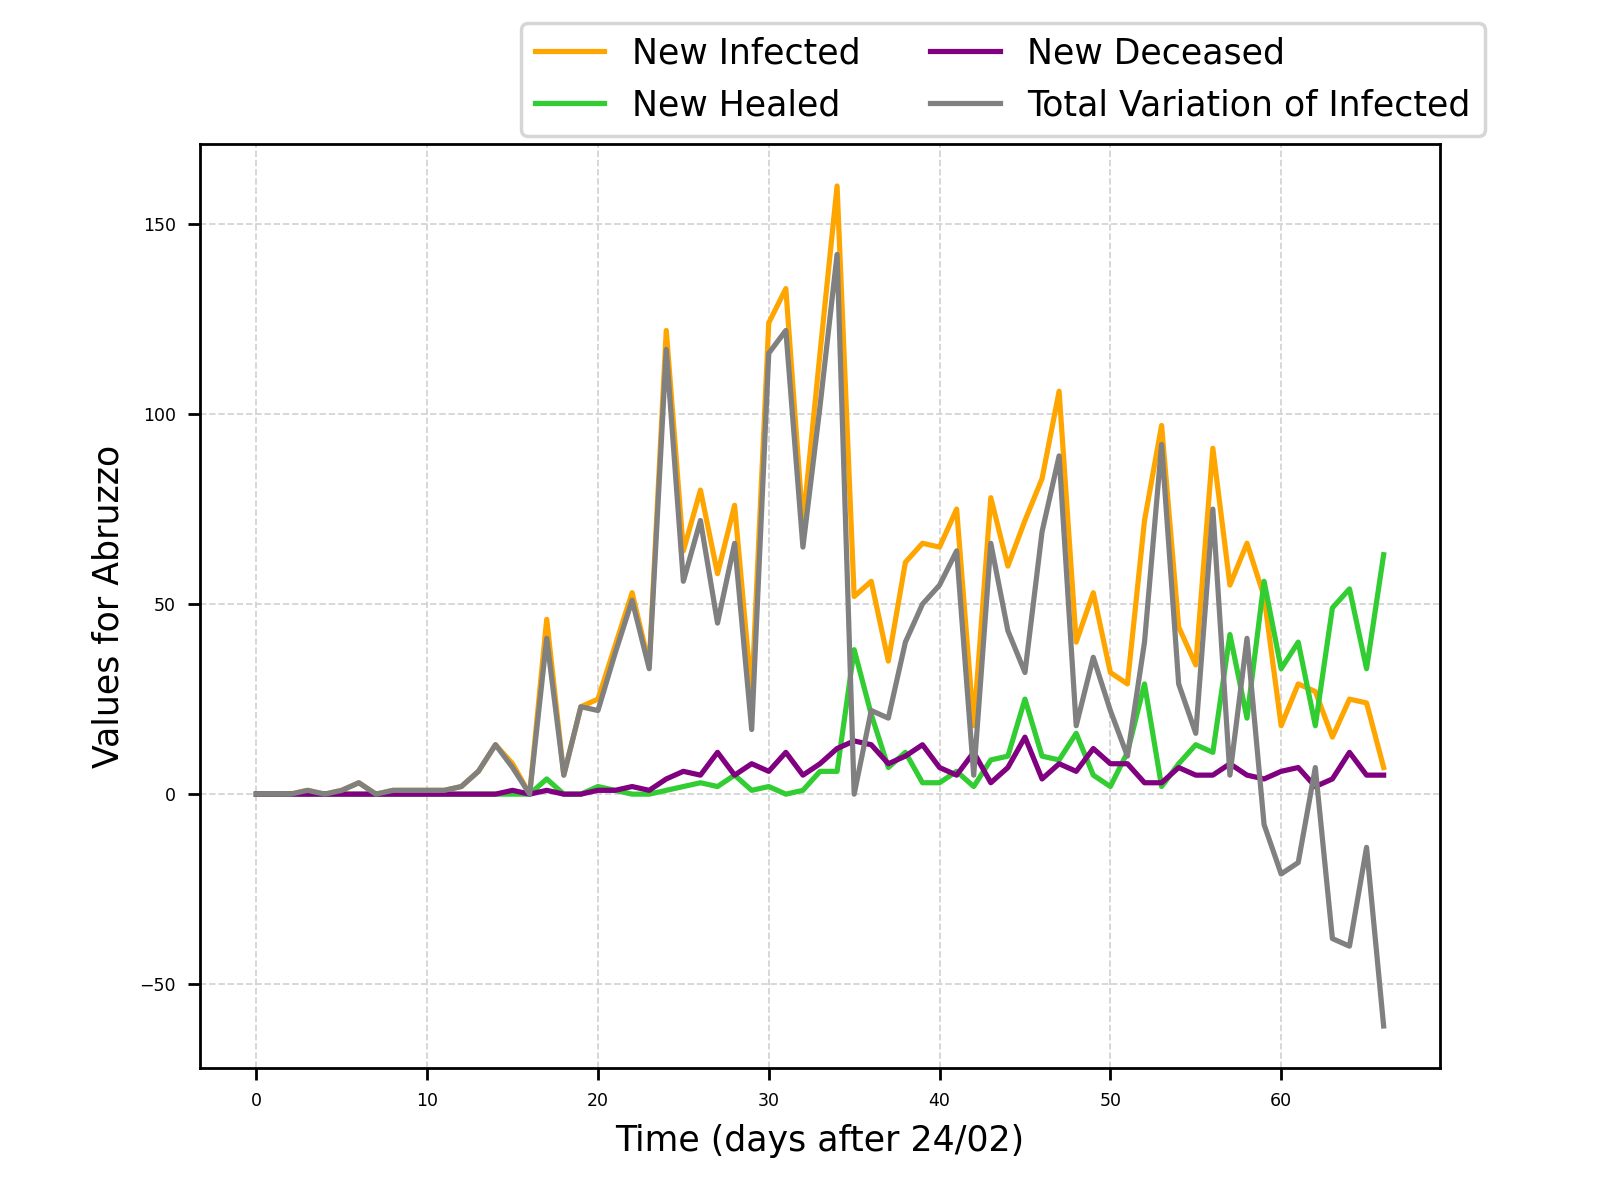 New Infected
New Healed
New Deceased
Total Variation of Infected
Values for Abruzzo
150
100
50
0
−50
0 10 20 30 40 50 60
Time (days after 24/02)